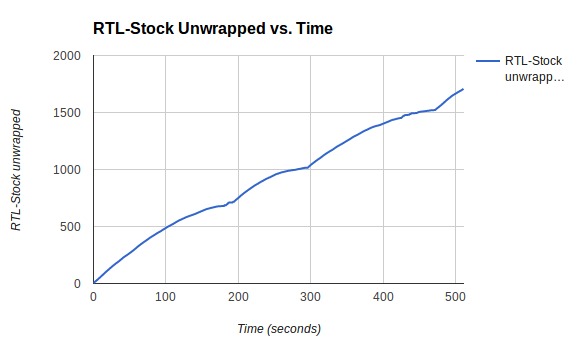 RTL-Stock Unwrapped vs. Time
2000
1500
1000
500
0
RTL-Stock unwrapped
0 100 200 300 400 500
Time (seconds)
RTL-Stock
unwrapp…